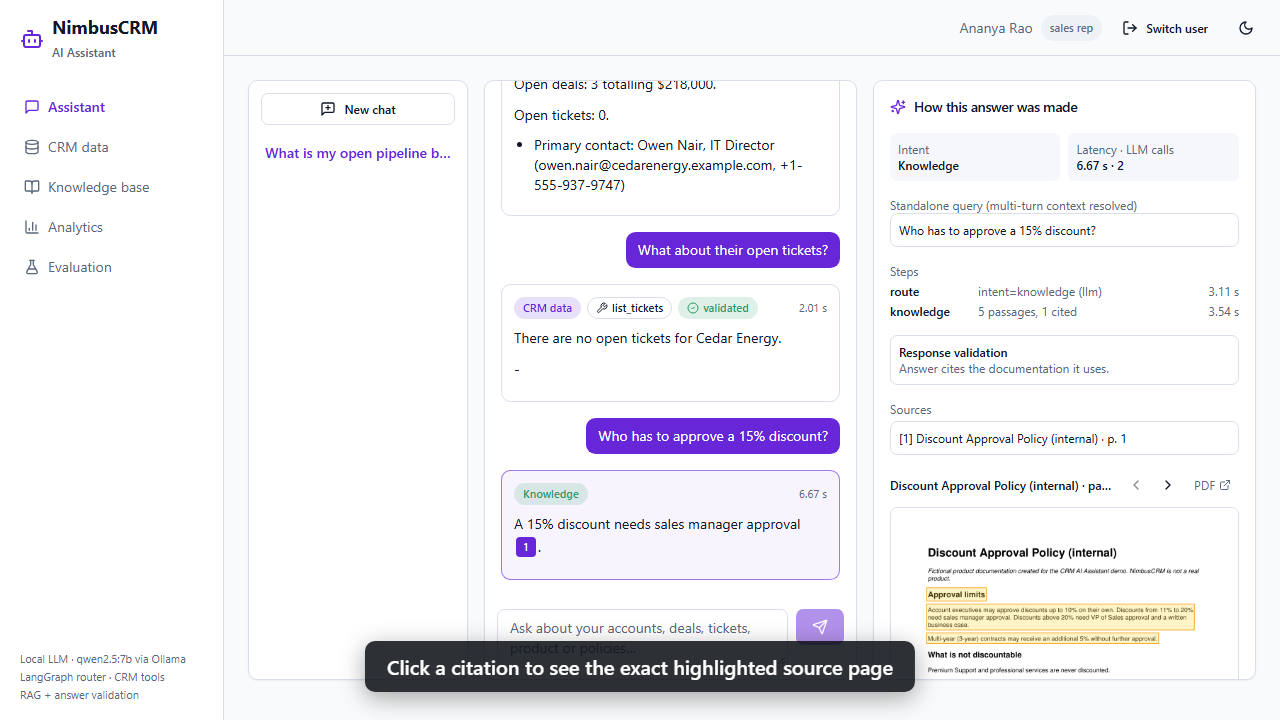 NimbusCRM
AI Assistant
Assistant
CRM data
Knowledge base
Analytics
Evaluation
Local LLM · qwen2.5:7b via Ollama
LangGraph router · CRM tools
RAG + answer validation
Ananya Rao
sales rep
Switch user
New chat
What is my open pipeline b...
Open deals: 3 totalling $218,000.
Open tickets: 0.
• Primary contact: Owen Nair, IT Director
(owen.nair@cedarenergy.example.com, +1-
555-937-9747)
What about their open tickets?
CRM data list_tickets validated 2.01 s
There are no open tickets for Cedar Energy.
-
Who has to approve a 15% discount?
Knowledge 6.67 s
A 15% discount needs sales manager approval
1 .
Ask about your accounts, deals, tickets,
product or policies...
How this answer was made
Intent
Knowledge
Latency · LLM calls
6.67 s · 2
Standalone query (multi-turn context resolved)
Who has to approve a 15% discount?
Steps
route intent=knowledge (llm) 3.11 s
knowledge 5 passages, 1 cited 3.54 s
Response validation
Answer cites the documentation it uses.
Sources
[1] Discount Approval Policy (internal) · p. 1
Discount Approval Policy (internal) · pa... PDF
Discount Approval Policy (internal)
Fictional product documentation created for the CRM AI Assistant demo. NimbusCRM is not a real
product.
Approval limits
Account executives may approve discounts up to 10% on their own. Discounts from 11% to 20%
need sales manager approval. Discounts above 20% need VP of Sales approval and a written
business case.
Multi-year (3-year) contracts may receive an additional 5% without further approval.
What is not discountable
Premium Support and professional services are never discounted.
Click a citation to see the exact highlighted source page